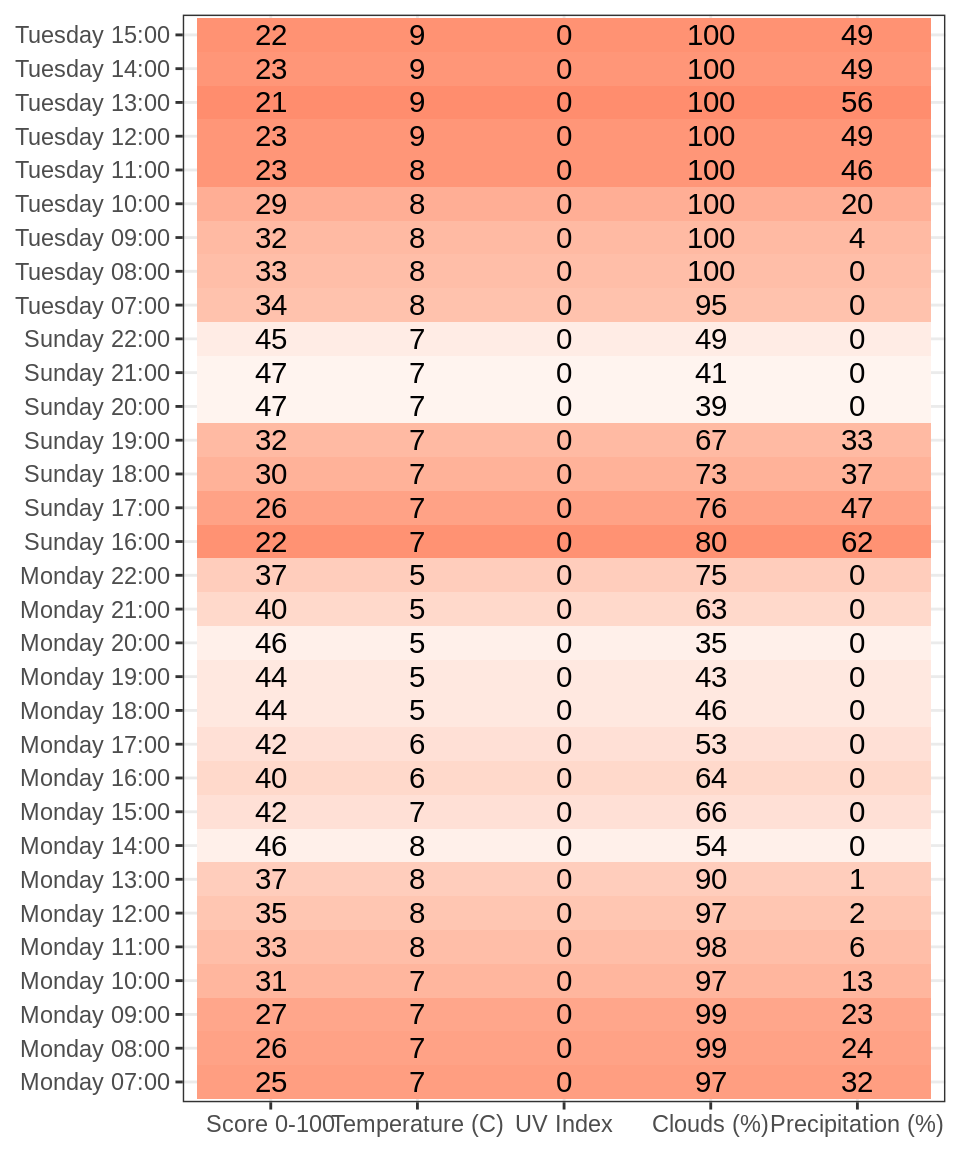 Tuesday 15:00 22 9 0 100 49
Tuesday 14:00 23 9 0 100 49
Tuesday 13:00 21 9 0 100 56
Tuesday 12:00 23 9 0 100 49
Tuesday 11:00 23 8 0 100 46
Tuesday 10:00 29 8 0 100 20
Tuesday 09:00 32 8 0 100 4
Tuesday 08:00 33 8 0 100 0
Tuesday 07:00 34 8 0 95 0
Sunday 22:00 45 7 0 49 0
Sunday 21:00 47 7 0 41 0
Sunday 20:00 47 7 0 39 0
Sunday 19:00 32 7 0 67 33
Sunday 18:00 30 7 0 73 37
Sunday 17:00 26 7 0 76 47
Sunday 16:00 22 7 0 80 62
Monday 22:00 37 5 0 75 0
Monday 21:00 40 5 0 63 0
Monday 20:00 46 5 0 35 0
Monday 19:00 44 5 0 43 0
Monday 18:00 44 5 0 46 0
Monday 17:00 42 6 0 53 0
Monday 16:00 40 6 0 64 0
Monday 15:00 42 7 0 66 0
Monday 14:00 46 8 0 54 0
Monday 13:00 37 8 0 90 1
Monday 12:00 35 8 0 97 2
Monday 11:00 33 8 0 98 6
Monday 10:00 31 7 0 97 13
Monday 09:00 27 7 0 99 23
Monday 08:00 26 7 0 99 24
Monday 07:00 25 7 0 97 32
Score 0-100 Temperature (C) UV Index Clouds (%) Precipitation (%)